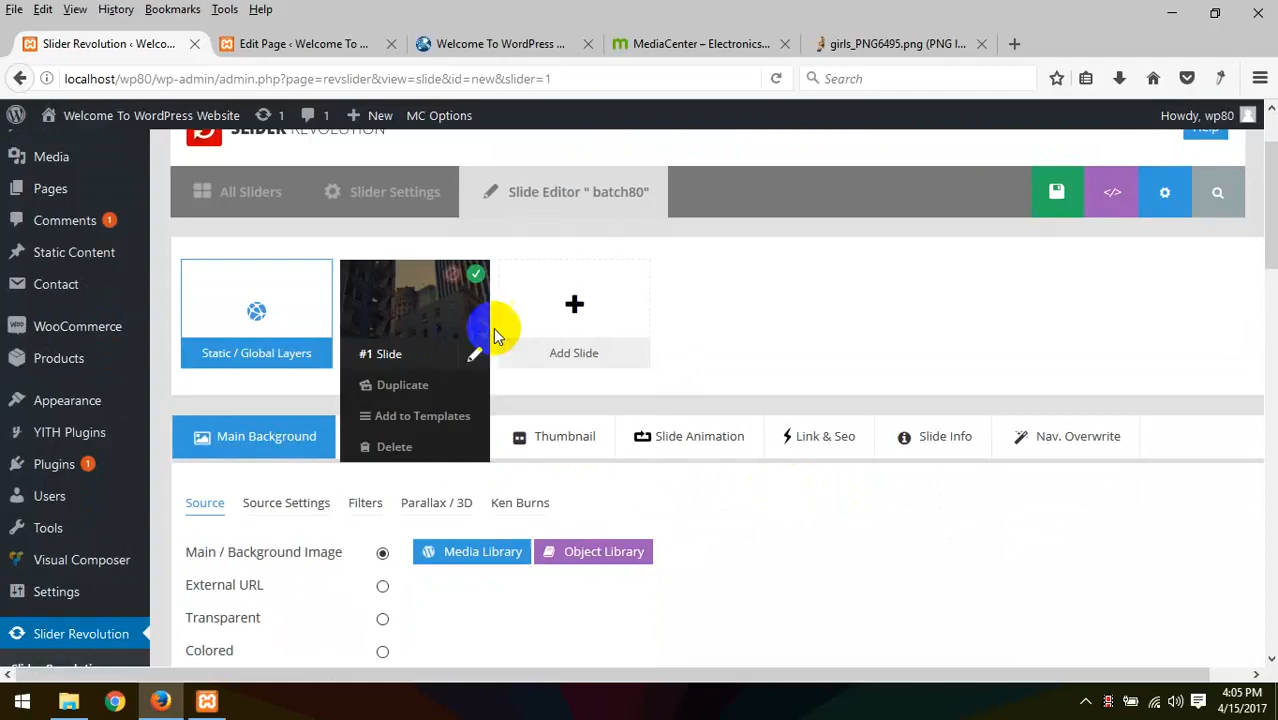 File Edit View History Bookmarks Tools Help
Slider Revolution ‹ Welco... Edit Page ‹ Welcome To ... Welcome To WordPress ... MediaCenter – Electronics... girls_PNG6495.png (PNG I...
localhost/wp80/wp-admin/admin.php?page=revslider&view=slide&id=new&slider=1 Search
Welcome To WordPress Website 1 1 New MC Options Howdy, wp80
SLIDER REVOLUTION Help
Media
Pages
Comments 1
Static Content
Contact
WooCommerce
Products
Appearance
YITH Plugins
Plugins 1
Users
Tools
Visual Composer
Settings
Slider Revolution
All Sliders Slider Settings Slide Editor " batch80" </>
Static / Global Layers #1 Slide Add Slide
Duplicate
Add to Templates
Delete
Main Background Thumbnail Slide Animation Link & Seo Slide Info Nav. Overwrite
Source Source Settings Filters Parallax / 3D Ken Burns
Main / Background Image Media Library Object Library
External URL
Transparent
Colored
4:05 PM
4/15/2017